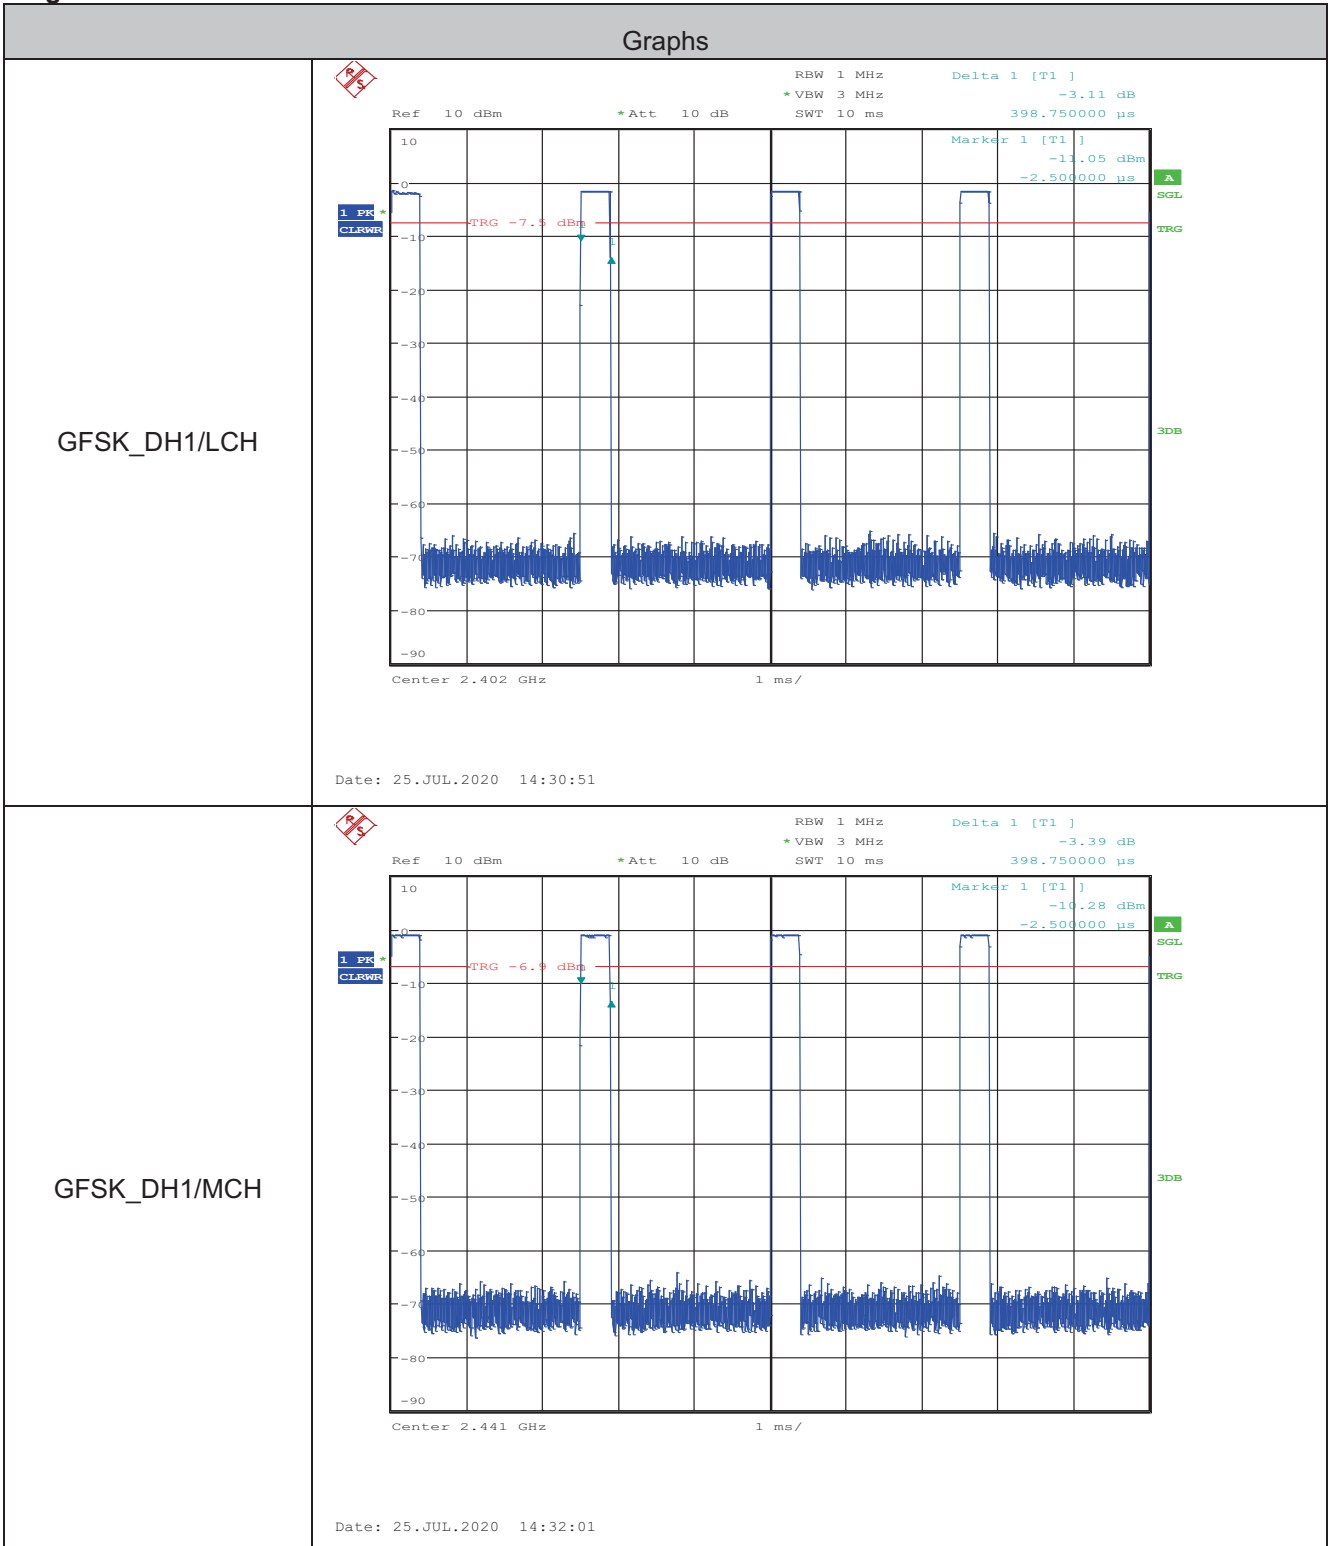 Graphs
GFSK_DH1/LCH
RBW 1 MHz Delta 1 [T1 ]
*VBW 3 MHz -3.11 dB
Ref 10 dBm *Att 10 dB SWT 10 ms 398.750000 µs
10 Marker 1 [T1 ]
-11.05 dBm
-2.500000 µs A
0
SGL
1 PK *
CLRWR
TRG -7.5 dBm
TRG
-10
1
-20
-30
-40
3DB
-50
-60
-70
-80
-90
Center 2.402 GHz 1 ms/
Date: 25.JUL.2020 14:30:51
GFSK_DH1/MCH
RBW 1 MHz Delta 1 [T1 ]
*VBW 3 MHz -3.39 dB
Ref 10 dBm *Att 10 dB SWT 10 ms 398.750000 µs
10 Marker 1 [T1 ]
-10.28 dBm
-2.500000 µs A
0
SGL
1 PK *
CLRWR
TRG -6.9 dBm
TRG
-10
1
-20
-30
-40
3DB
-50
-60
-70
-80
-90
Center 2.441 GHz 1 ms/
Date: 25.JUL.2020 14:32:01